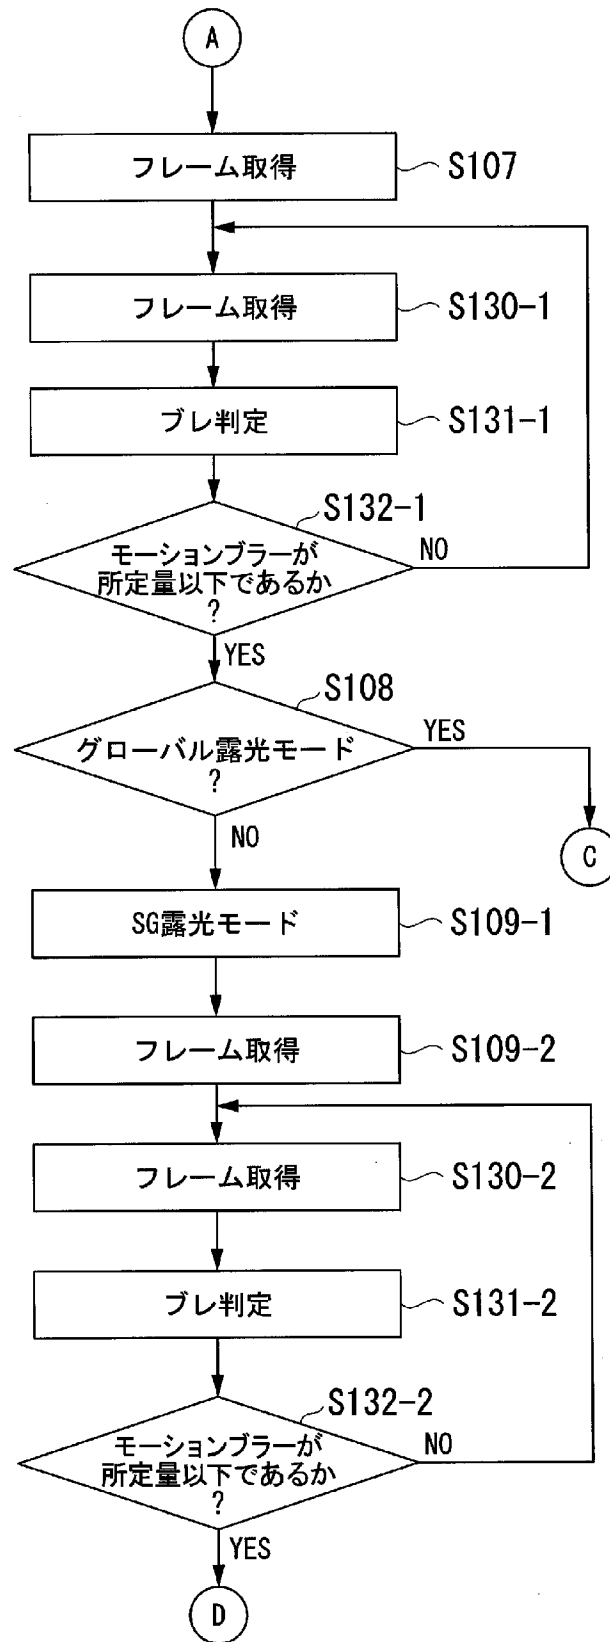 A
フレーム取得
S107
フレーム取得
S130-1
ブレ判定
S131-1
S132-1
モーションブラーが
所定量以下であるか
?
NO
YES
S108
グローバル露光モード
?
YES
NO
C
SG露光モード
S109-1
フレーム取得
S109-2
フレーム取得
S130-2
ブレ判定
S131-2
S132-2
モーションブラーが
所定量以下であるか
?
NO
YES
D